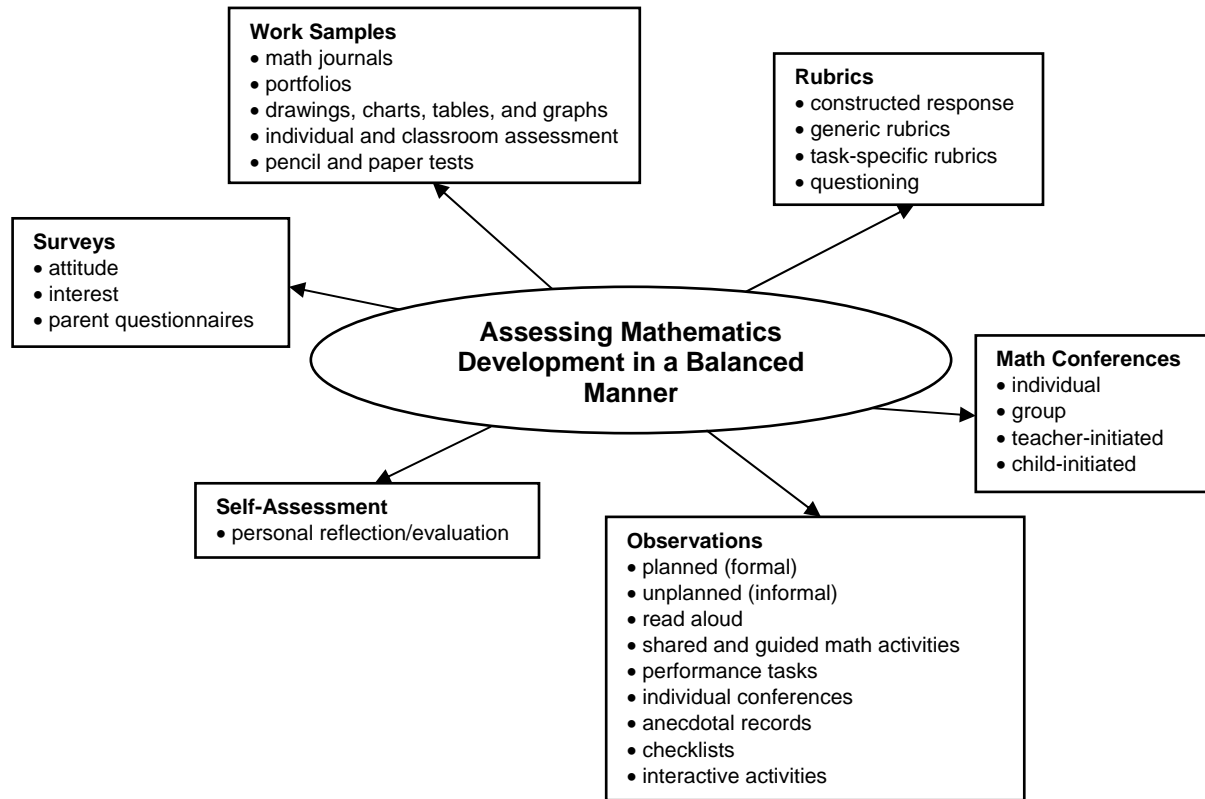 Work Samples
• math journals
• portfolios
• drawings, charts, tables, and graphs
• individual and classroom assessment
• pencil and paper tests
Rubrics
• constructed response
• generic rubrics
• task-specific rubrics
• questioning
Surveys
• attitude
• interest
• parent questionnaires
Assessing Mathematics
Development in a Balanced
Manner
Math Conferences
• individual
• group
• teacher-initiated
• child-initiated
Self-Assessment
• personal reflection/evaluation
Observations
• planned (formal)
• unplanned (informal)
• read aloud
• shared and guided math activities
• performance tasks
• individual conferences
• anecdotal records
• checklists
• interactive activities